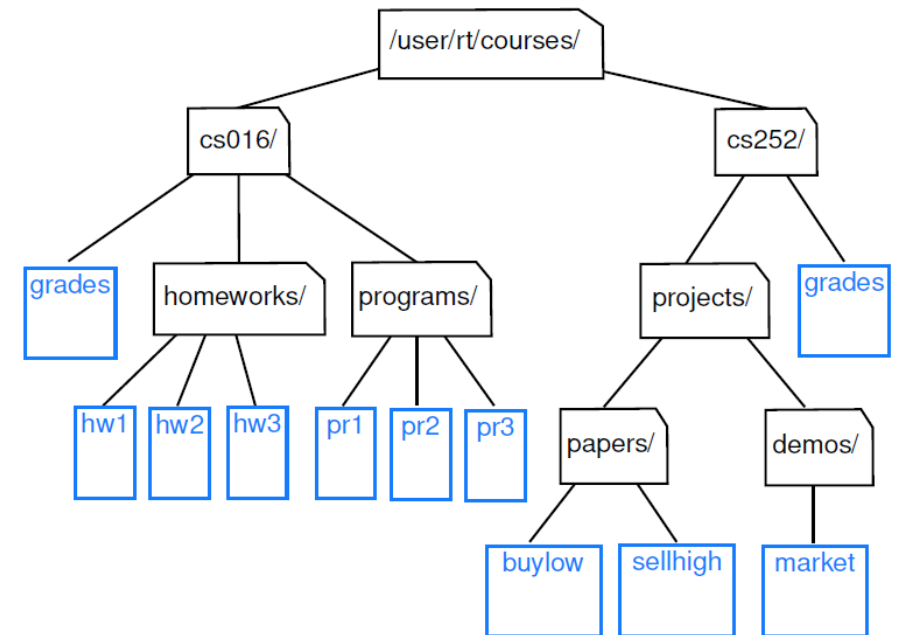 /user/rt/courses/
cs016/
cs252/
grades
homeworks/
programs/
projects/
grades
hw1
hw2
hw3
pr1
pr2
pr3
papers/
demos/
buylow
sellhigh
market